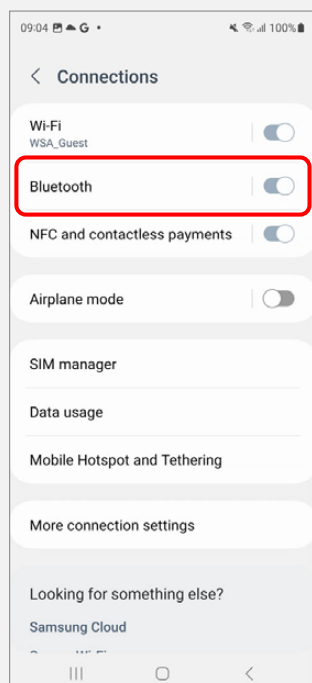 09:04 G
100%
Connections
Wi-Fi
WSA_Guest
Bluetooth
NFC and contactless payments
Airplane mode
SIM manager
Data usage
Mobile Hotspot and Tethering
More connection settings
Looking for something else?
Samsung Cloud